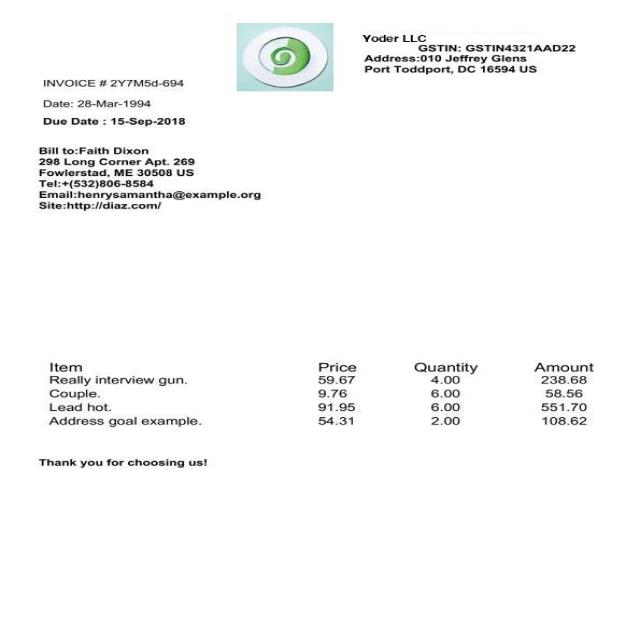 Yoder LLC
GSTIN: GSTIN4321AAD22
Address:010 Jeffrey Glens
Port Toddport, DC 16594 US
INVOICE # 2Y7M5d-694
Date: 28-Mar-1994
Due Date : 15-Sep-2018
Bill to:Faith Dixon
298 Long Corner Apt. 269
Fowlerstad, ME 30508 US
Tel:+(532)806-8584
Email:henrysamantha@example.org
Site:http://diaz.com/
Item Price Quantity Amount
Really interview gun. 59.67 4.00 238.68
Couple. 9.76 6.00 58.56
Lead hot. 91.95 6.00 551.70
Address goal example. 54.31 2.00 108.62
Thank you for choosing us!